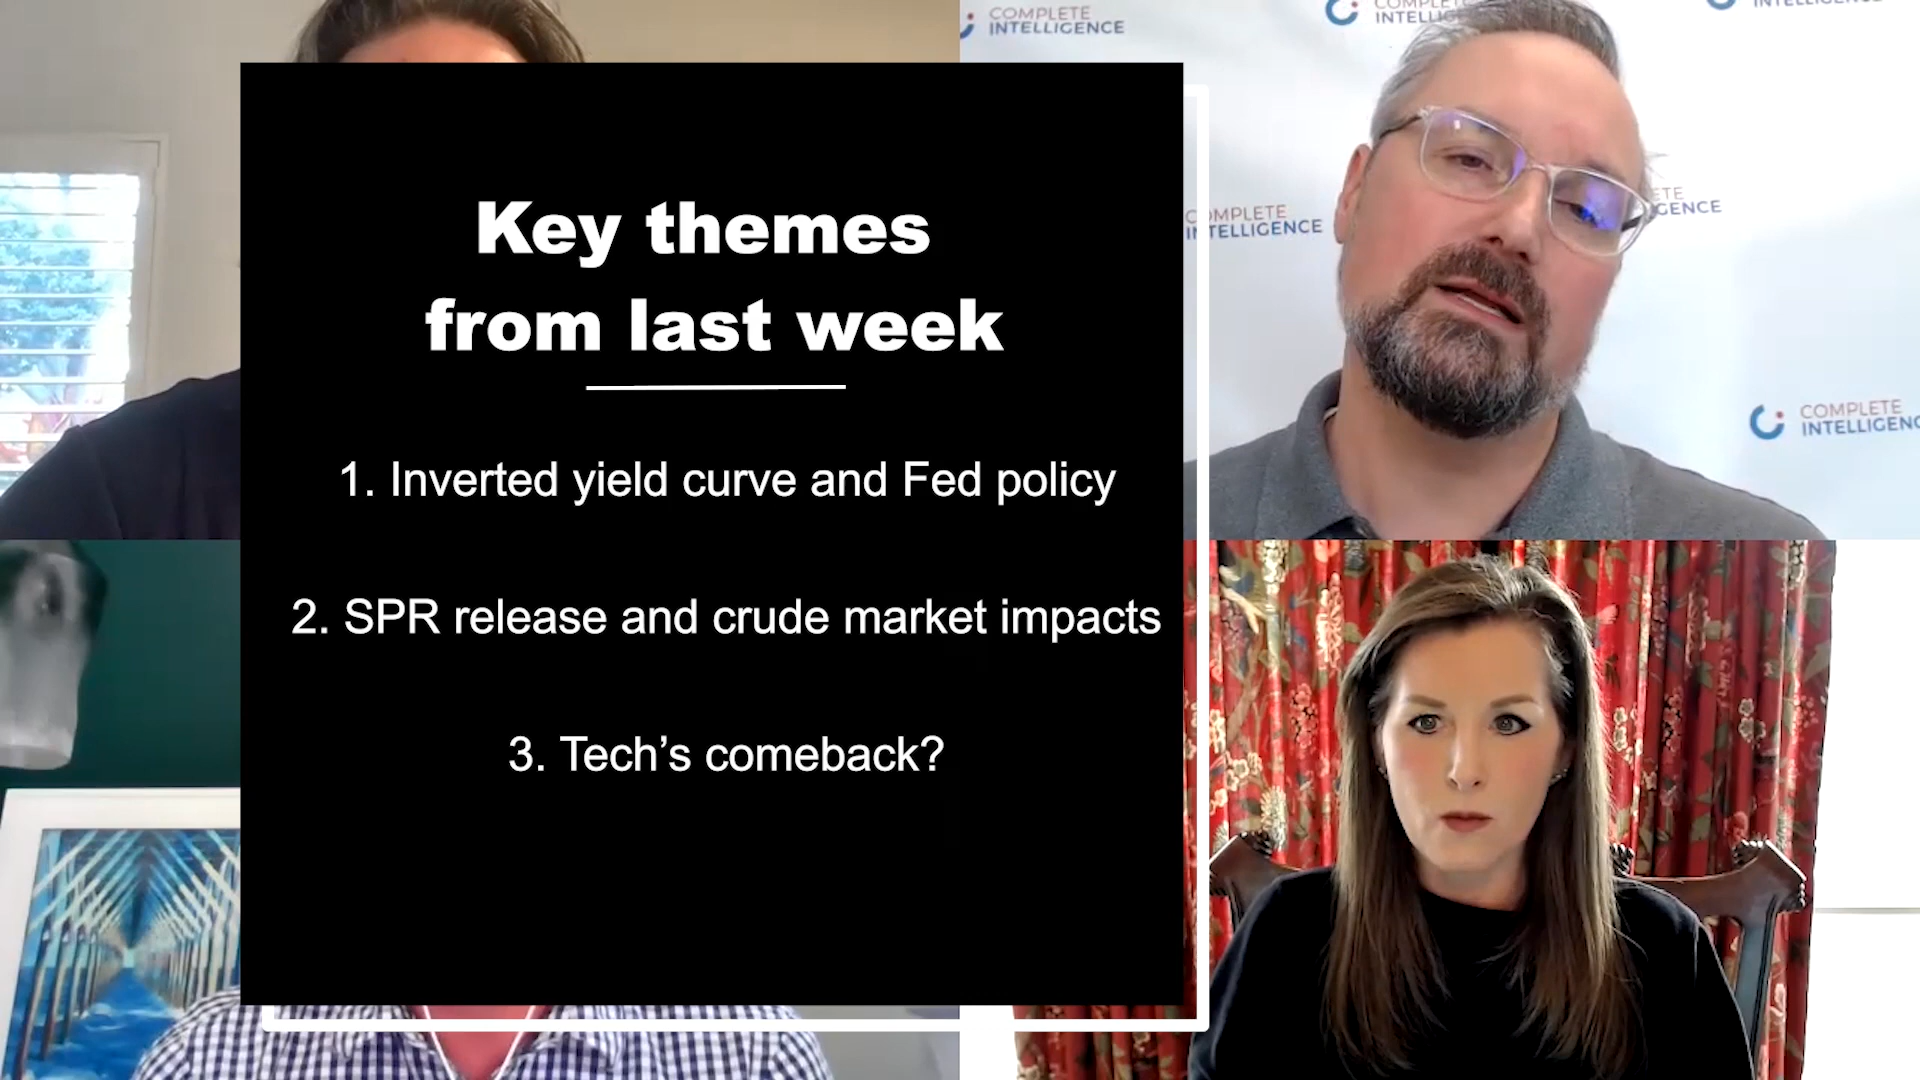 COMPLETE
INTELLIGENCE
COMPLETE
Key themes
from last week
1. Inverted yield curve and Fed policy
2. SPR release and crude market impacts
3. Tech's comeback?
COMPLETE
INTELLIGENCE